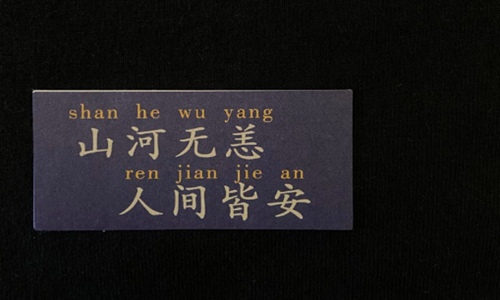 shan he wu yang
山河无恙
ren jian jie an
人间皆安